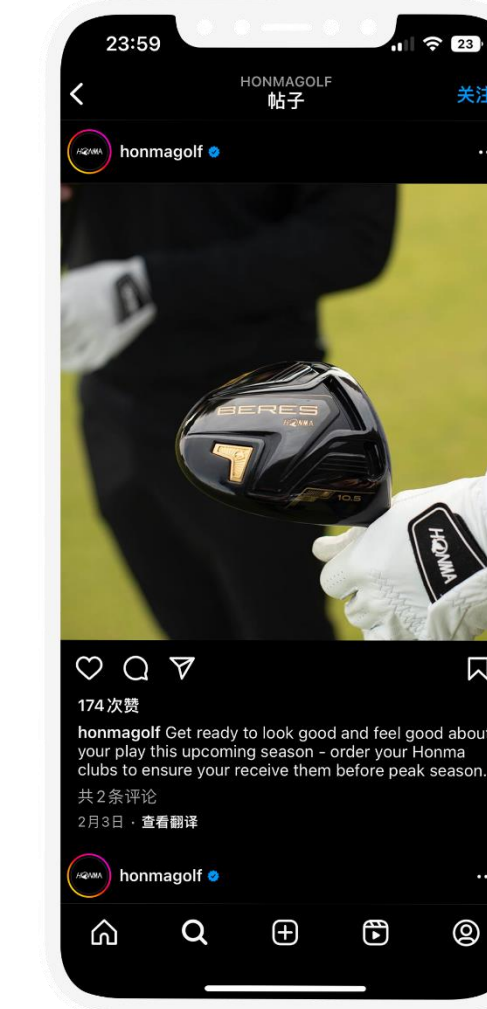 23:59
23
HONMAGOLF
帖子
关注
HONMA
honmagolf
BERES
HONMA
10.5
HONMA
174次赞
honmagolf Get ready to look good and feel good about
your play this upcoming season - order your Honma
clubs to ensure your receive them before peak season.
共2条评论
2月3日 · 查看翻译
HONMA
honmagolf